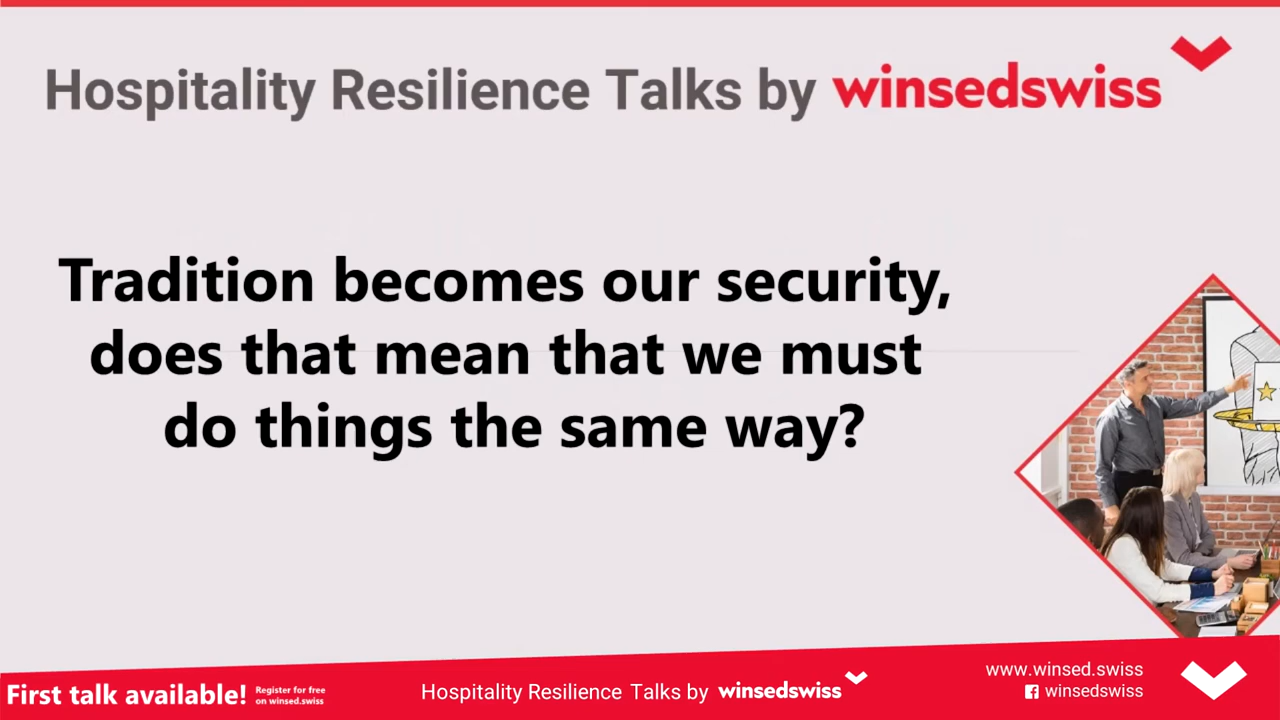 Hospitality Resilience Talks by winsedswiss
Tradition becomes our security,
does that mean that we must
do things the same way?
First talk available!
Register for free
on winsed.swiss
Hospitality Resilience Talks by winsedswiss
www.winsed.swiss
winsedswiss